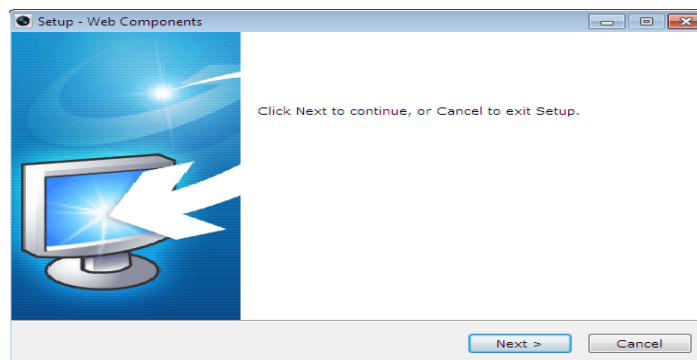 Setup - Web Components
Click Next to continue, or Cancel to exit Setup.
Next >
Cancel